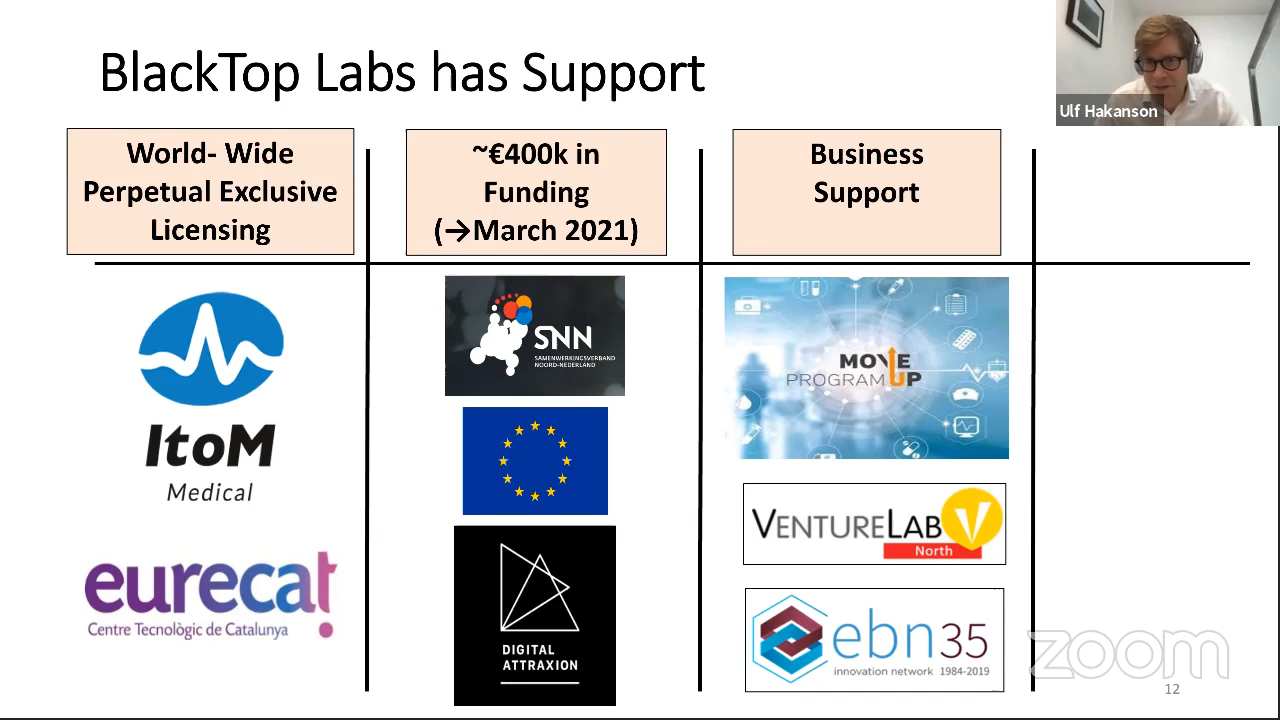 BlackTop Labs has Support
Ulf Hakanson
World- Wide
Perpetual Exclusive
Licensing
~€400k in
Funding
(→March 2021)
Business
Support
ItoM
Medical
eurecat
Centre Tecnològic de Catalunya
SNN
SAMENWERKINGSVERBAND
NOORD-NEDERLAND
DIGITAL
ATTRAXION
MOVE
PROGRAM UP
VENTURELAB V
North
ebn35
innovation network 1984-2019
zoom
12